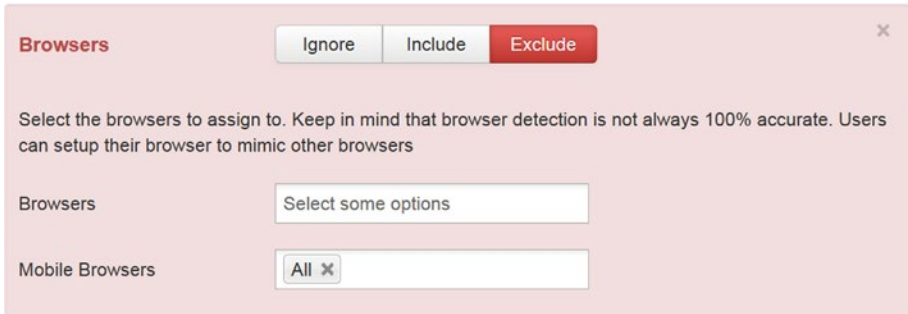 Browsers Ignore Include Exclude ×
Select the browsers to assign to. Keep in mind that browser detection is not always 100% accurate. Users
can setup their browser to mimic other browsers
Browsers Select some options
Mobile Browsers All ×